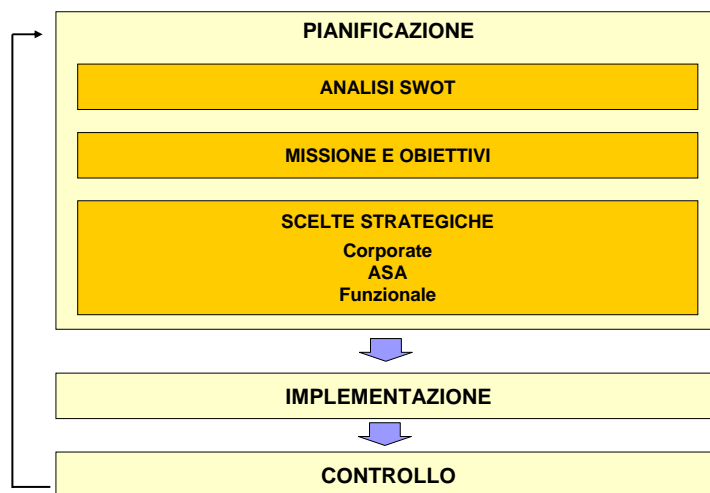 PIANIFICAZIONE
ANALISI SWOT
MISSIONE E OBIETTIVI
SCELTE STRATEGICHE
Corporate
ASA
Funzionale
IMPLEMENTAZIONE
CONTROLLO